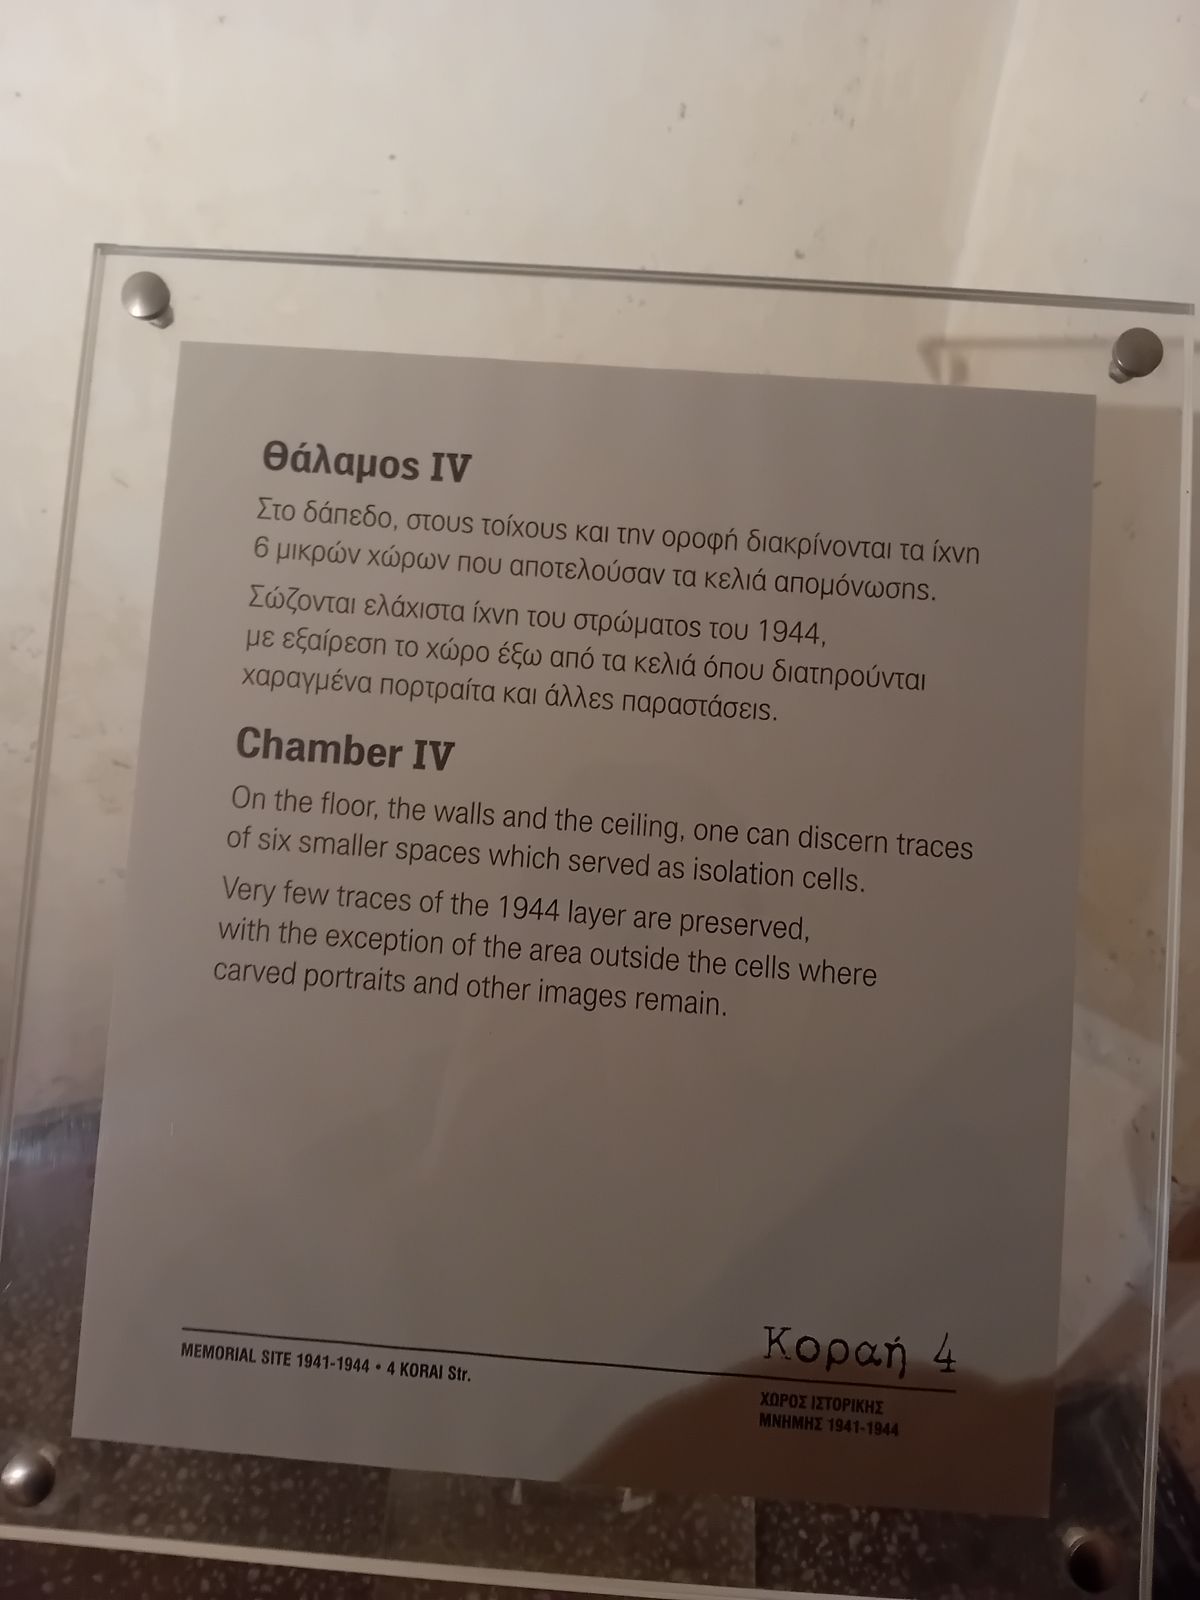 Θάλαμος IV
Στο δάπεδο, στους τοίχους και την οροφή διακρίνονται τα ίχνη
6 μικρών χώρων που αποτελούσαν τα κελιά απομόνωσης.
Σώζονται ελάχιστα ίχνη του στρώματος του 1944,
με εξαίρεση το χώρο έξω από τα κελιά όπου διατηρούνται
χαραγμένα πορτραίτα και άλλες παραστάσεις.
Chamber IV
On the floor, the walls and the ceiling, one can discern traces
of six smaller spaces which served as isolation cells.
Very few traces of the 1944 layer are preserved,
with the exception of the area outside the cells where
carved portraits and other images remain.
MEMORIAL SITE 1941-1944 • 4 KORAI Str.
Κοραή 4
ΧΩΡΟΣ ΙΣΤΟΡΙΚΗΣ
ΜΝΗΜΗΣ 1941-1944